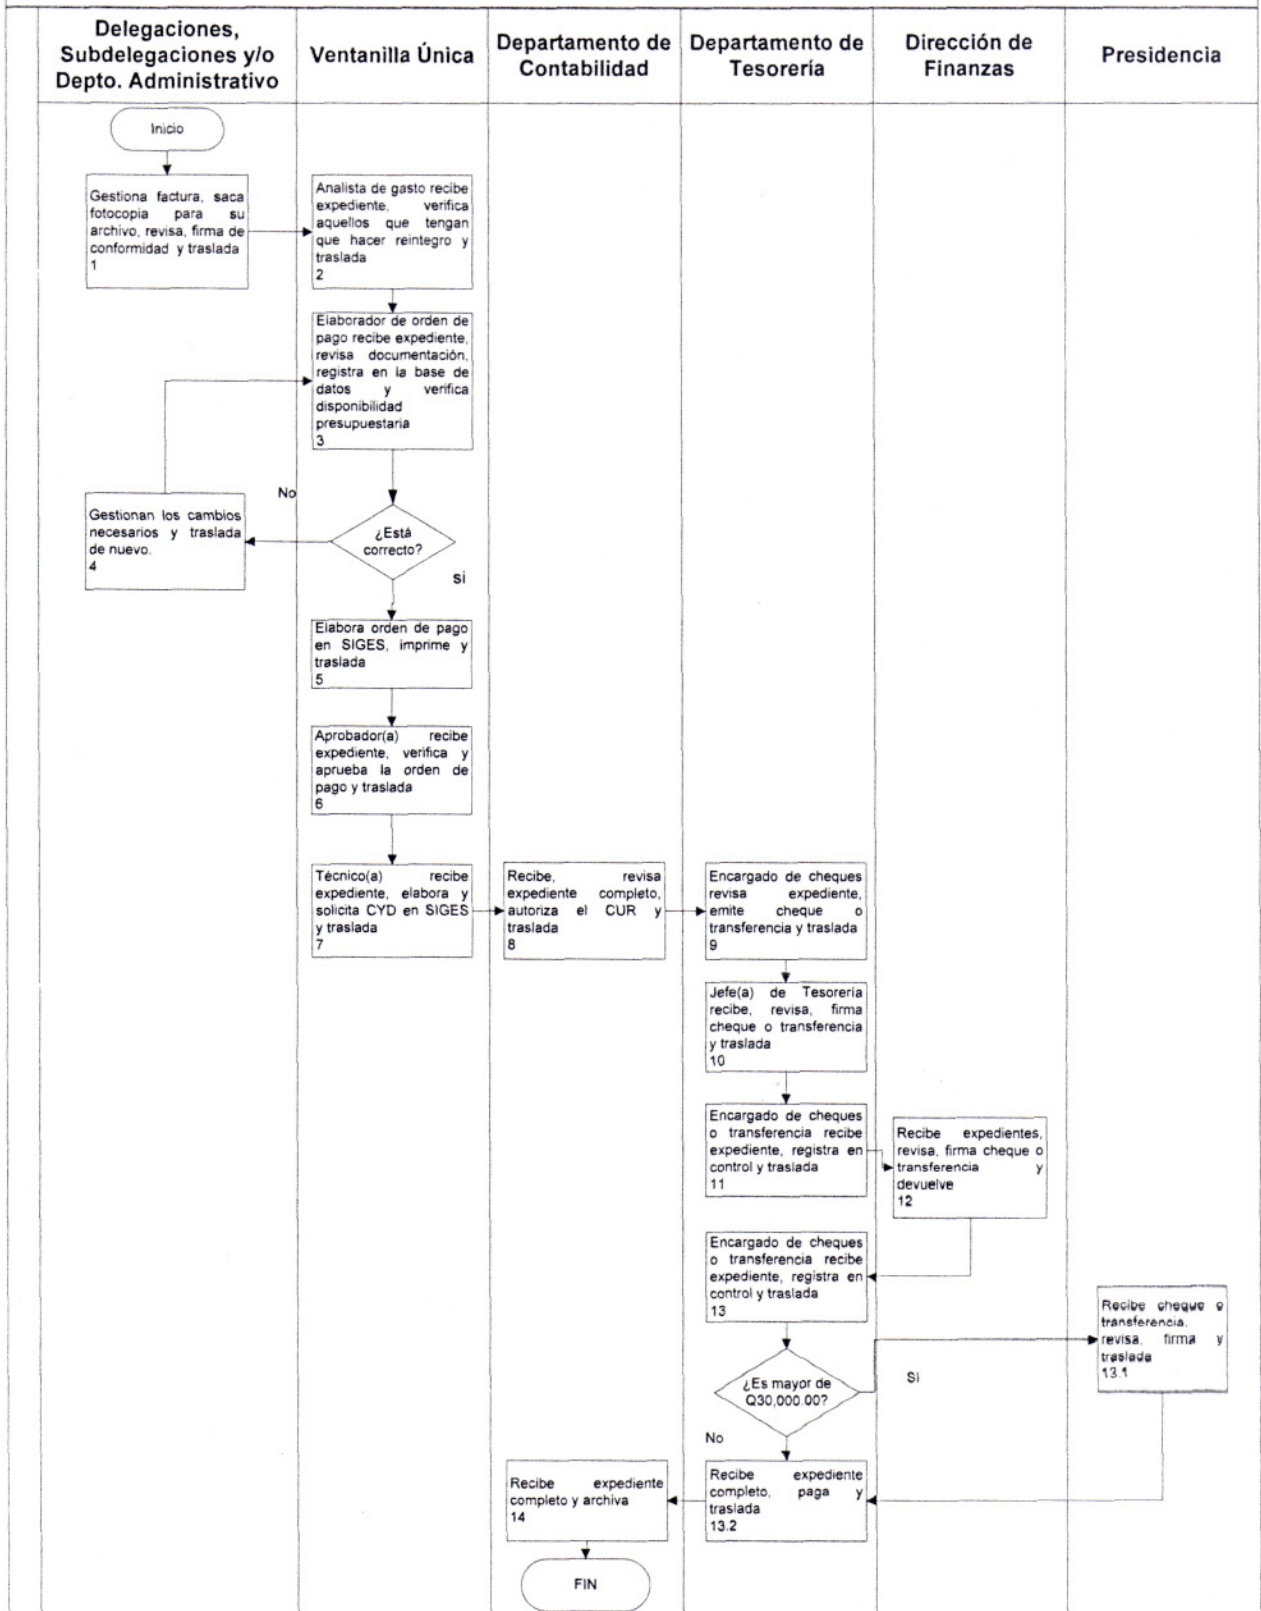 Delegaciones,
Subdelegaciones y/o
Depto. Administrativo
Ventanilla Única
Departamento de
Contabilidad
Departamento de
Tesorería
Dirección de
Finanzas
Presidencia
Inicio
Gestiona factura, saca
fotocopia para su
archivo, revisa, firma de
conformidad y traslada
1
Analista de gasto recibe
expediente, verifica
aquellos que tengan
que hacer reintegro y
traslada
2
Elaborador de orden de
pago recibe expediente,
revisa documentación,
registra en la base de
datos y verifica
disponibilidad
presupuestaria
3
No
Gestionan los cambios
necesarios y traslada
de nuevo.
4
¿Está
correcto?
si
Elabora orden de pago
en SIGES, imprime y
traslada
5
Aprobador(a) recibe
expediente, verifica y
aprueba la orden de
pago y traslada
6
Técnico(a) recibe
expediente, elabora y
solicita CYD en SIGES
y traslada
7
Recibe, revisa
expediente completo,
autoriza el CUR y
traslada
8
Encargado de cheques
revisa expediente,
emite cheque o
transferencia y traslada
9
Jefe(a) de Tesorería
recibe, revisa, firma
cheque o transferencia
y traslada
10
Encargado de cheques
o transferencia recibe
expediente, registra en
control y traslada
11
Recibe expedientes,
revisa, firma cheque o
transferencia y
devuelve
12
Encargado de cheques
o transferencia recibe
expediente, registra en
control y traslada
13
Recibe cheque o
transferencia,
revisa, firma y
traslada
13.1
¿Es mayor de
Q30,000.00?
Si
No
Recibe expediente
completo, paga y
traslada
13.2
Recibe expediente
completo y archiva
14
FIN